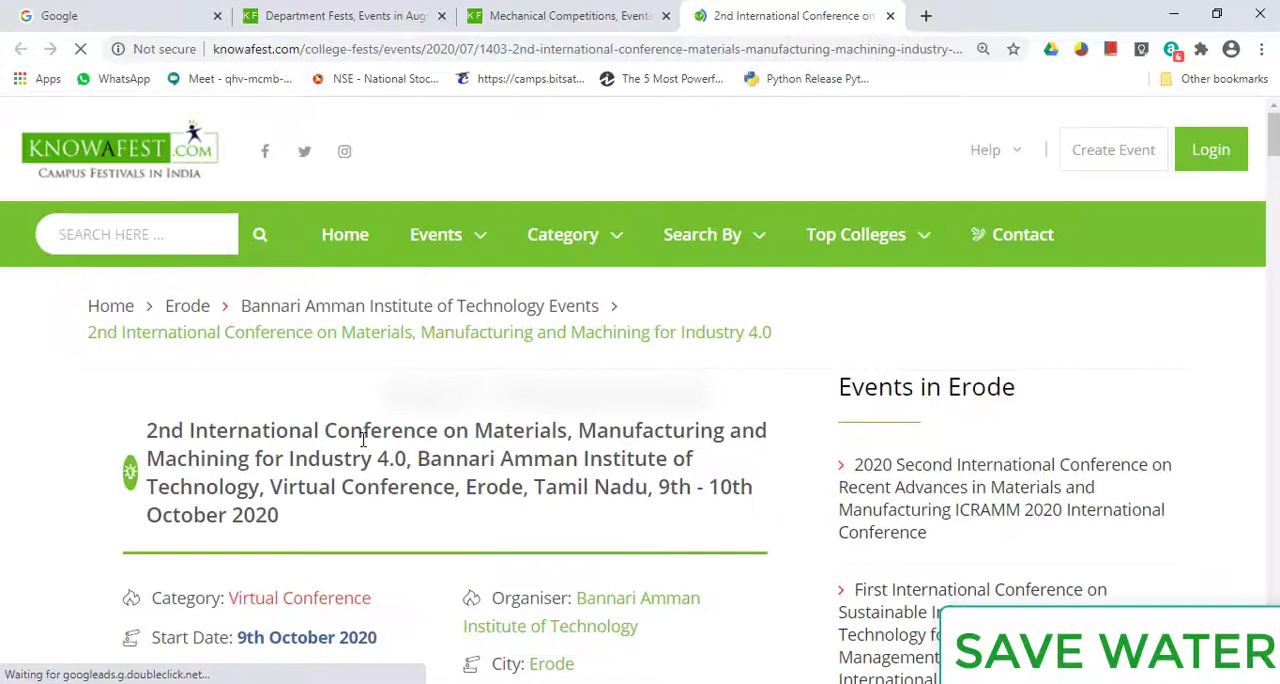 Google
Department Fests, Events in Aug
Mechanical Competitions, Events
2nd International Conference on
Not secure
knowafest.com/college-fests/events/2020/07/1403-2nd-international-conference-materials-manufacturing-machining-industry-...
6
Apps
WhatsApp
Meet - qhv-mcmb-...
NSE - National Stoc...
https://camps.bitsat...
The 5 Most Powerf...
Python Release Pyt...
Other bookmarks
KNOWAFEST.COM
CAMPUS FESTIVALS IN INDIA
Help
Create Event
Login
SEARCH HERE ...
Home
Events
Category
Search By
Top Colleges
Contact
Home > Erode > Bannari Amman Institute of Technology Events >
2nd International Conference on Materials, Manufacturing and Machining for Industry 4.0
2nd International Conference on Materials, Manufacturing and
Machining for Industry 4.0, Bannari Amman Institute of
Technology, Virtual Conference, Erode, Tamil Nadu, 9th - 10th
October 2020
Category: Virtual Conference
Start Date: 9th October 2020
Organiser: Bannari Amman
Institute of Technology
City: Erode
Events in Erode
2020 Second International Conference on
Recent Advances in Materials and
Manufacturing ICRAMM 2020 International
Conference
First International Conference on
Sustainable
Technology
Management
International
SAVE WATER
Waiting for googleads.g.doubleclick.net...